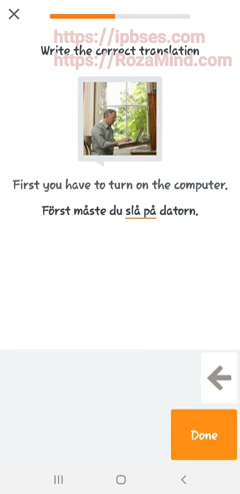 https://ipbses.com
Write the correct translation
https://RozaMind.com
First you have to turn on the computer.
Först måste du slå på datorn.
Done